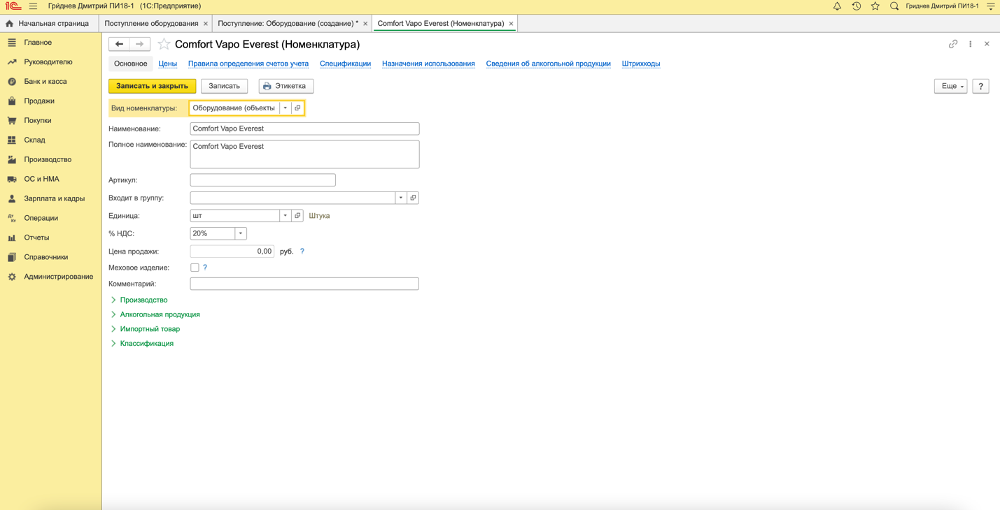 1С Гриднев Дмитрий ПИ18-1 (1С:Предприятие) Гриднев Дмитрий ПИ18-1
Начальная страница Поступление оборудования × Поступление: Оборудование (создание) * × Comfort Vapo Everest (Номенклатура) ×
Главное
Руководителю
Банк и касса
Продажи
Покупки
Склад
Производство
ОС и НМА
Зарплата и кадры
Дт Кт Операции
Отчеты
Справочники
Администрирование
Comfort Vapo Everest (Номенклатура)
Основное Цены Правила определения счетов учета Спецификации Назначения использования Сведения об алкогольной продукции Штрихкоды
Записать и закрыть Записать Этикетка Еще ?
Вид номенклатуры: Оборудование (объекты
Наименование: Comfort Vapo Everest
Полное наименование: Comfort Vapo Everest
Артикул:
Входит в группу:
Единица: шт Штука
% НДС: 20%
Цена продажи: 0,00 руб. ?
Меховое изделие: ?
Комментарий:
Производство
Алкогольная продукция
Импортный товар
Классификация